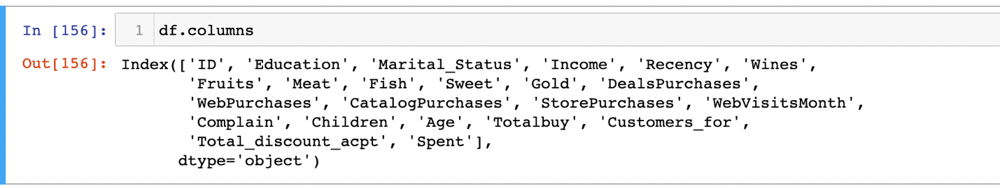 In [156]: 1 df.columns
Out[156]: Index(['ID', 'Education', 'Marital_Status', 'Income', 'Recency', 'Wines',
'Fruits', 'Meat', 'Fish', 'Sweet', 'Gold', 'DealsPurchases',
'WebPurchases', 'CatalogPurchases', 'StorePurchases', 'WebVisitsMonth',
'Complain', 'Children', 'Age', 'Totalbuy', 'Customers_for',
'Total_discount_acpt', 'Spent'],
dtype='object')